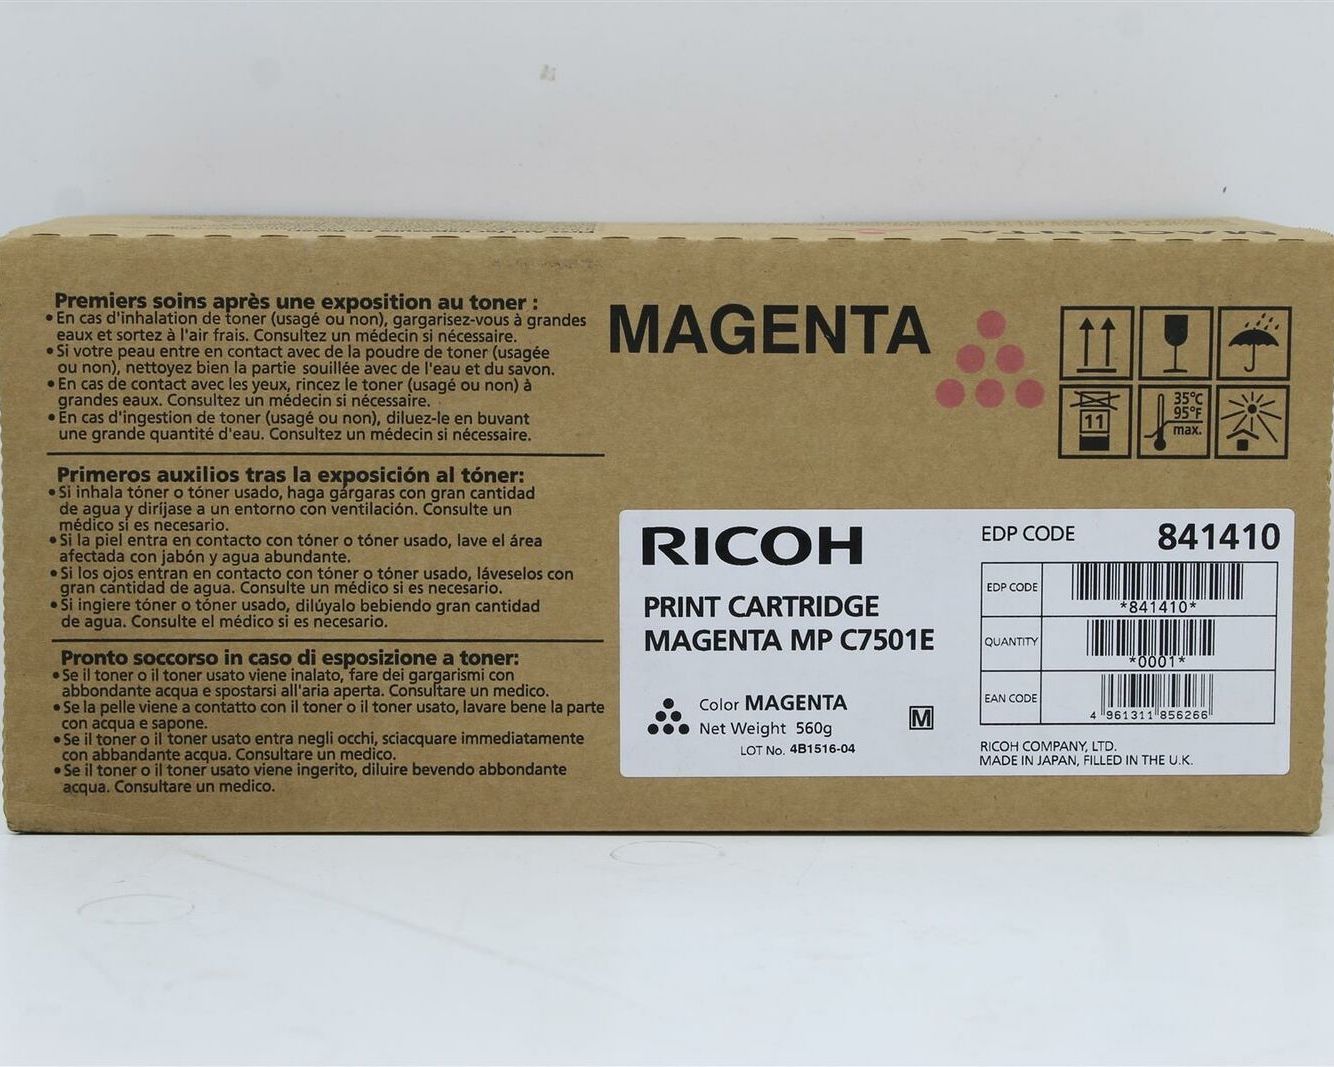 Premiers soins après une exposition au toner :
• En cas d'inhalation de toner (usagé ou non), gargarisez-vous à grandes
eaux et sortez à l'air frais. Consultez un médecin si nécessaire.
• Si votre peau entre en contact avec de la poudre de toner (usagée
ou non), nettoyez bien la partie souillée avec de l'eau et du savon.
• En cas de contact avec les yeux, rincez le toner (usagé ou non) à
grandes eaux. Consultez un médecin si nécessaire.
• En cas d'ingestion de toner (usagé ou non), diluez-le en buvant
une grande quantité d'eau. Consultez un médecin si nécessaire.
Primeros auxilios tras la exposición al tóner:
• Si inhala tóner o tóner usado, haga gárgaras con gran cantidad
de agua y diríjase a un entorno con ventilación. Consulte un
médico si es necesario.
• Si la piel entra en contacto con tóner o tóner usado, lave el área
afectada con jabón y agua abundante.
• Si los ojos entran en contacto con tóner o tóner usado, láveselos con
gran cantidad de agua. Consulte un médico si es necesario.
• Si ingiere tóner o tóner usado, dilúyalo bebiendo gran cantidad
de agua. Consulte el médico si es necesario.
Pronto soccorso in caso di esposizione a toner:
• Se il toner o il toner usato viene inalato, fare dei gargarismi con
abbondante acqua e spostarsi all'aria aperta. Consultare un medico.
• Se la pelle viene a contatto con il toner o il toner usato, lavare bene la parte
con acqua e sapone.
• Se il toner o il toner usato entra negli occhi, sciacquare immediatamente
con abbandante acqua. Consultare un medico.
• Se il toner o il toner usato viene ingerito, diluire bevendo abbondante
acqua. Consultare un medico.
MAGENTA
MAGENTA
11
35°C
95°F
max.
RICOH
PRINT CARTRIDGE
MAGENTA MP C7501E
Color MAGENTA
Net Weight 560g
LOT No. 4B1516-04
M
EDP CODE 841410
EDP CODE
*841410*
QUANTITY
*0001*
EAN CODE
4 961311 856266
RICOH COMPANY, LTD.
MADE IN JAPAN, FILLED IN THE U.K.